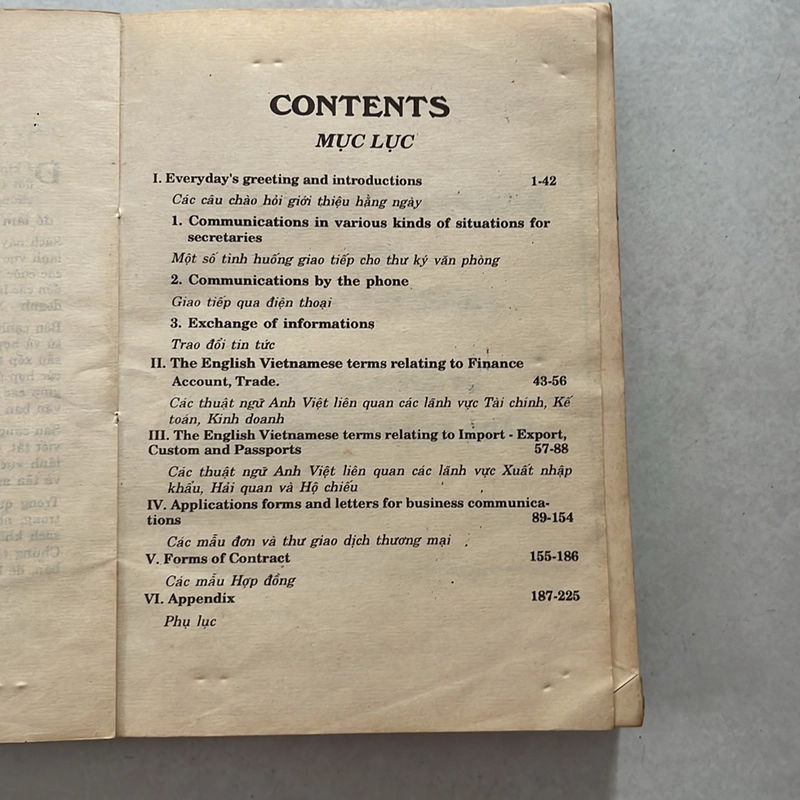 CONTENTS
MỤC LỤC
I. Everyday's greeting and introductions 1-42
Các câu chào hỏi giới thiệu hằng ngày
1. Communications in various kinds of situations for
secretaries
Một số tình huống giao tiếp cho thư ký văn phòng
2. Communications by the phone
Giao tiếp qua điện thoại
3. Exchange of informations
Trao đổi tin tức
II. The English Vietnamese terms relating to Finance
Account, Trade. 43-56
Các thuật ngữ Anh Việt liên quan các lãnh vực Tài chính, Kế
toán, Kinh doanh
III. The English Vietnamese terms relating to Import - Export,
Custom and Passports 57-88
Các thuật ngữ Anh Việt liên quan các lãnh vực Xuất nhập
khẩu, Hải quan và Hộ chiếu
IV. Applications forms and letters for business communica-
tions 89-154
Các mẫu đơn và thư giao dịch thương mại
V. Forms of Contract 155-186
Các mẫu Hợp đồng
VI. Appendix 187-225
Phụ lục